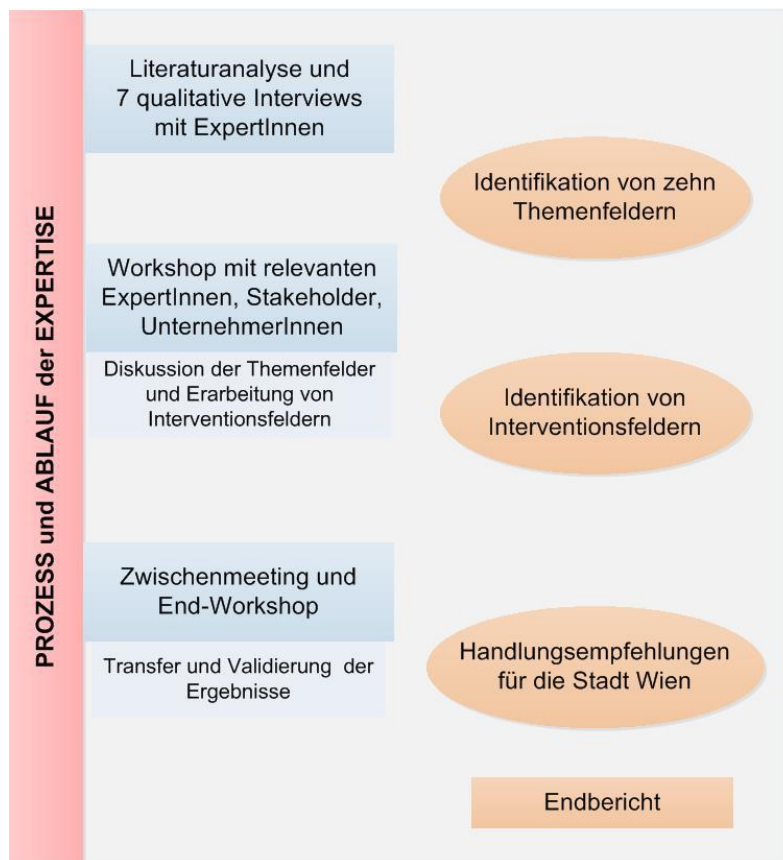 PROZESS und ABLAUF der EXPERTISE
Literaturanalyse und
7 qualitative Interviews
mit ExpertInnen
Identifikation von zehn
Themenfeldern
Workshop mit relevanten
ExpertInnen, Stakeholder,
UnternehmerInnen
Diskussion der Themenfelder
und Erarbeitung von
Interventionsfeldern
Identifikation von
Interventionsfeldern
Zwischenmeeting und
End-Workshop
Transfer und Validierung der
Ergebnisse
Handlungsempfehlungen
für die Stadt Wien
Endbericht